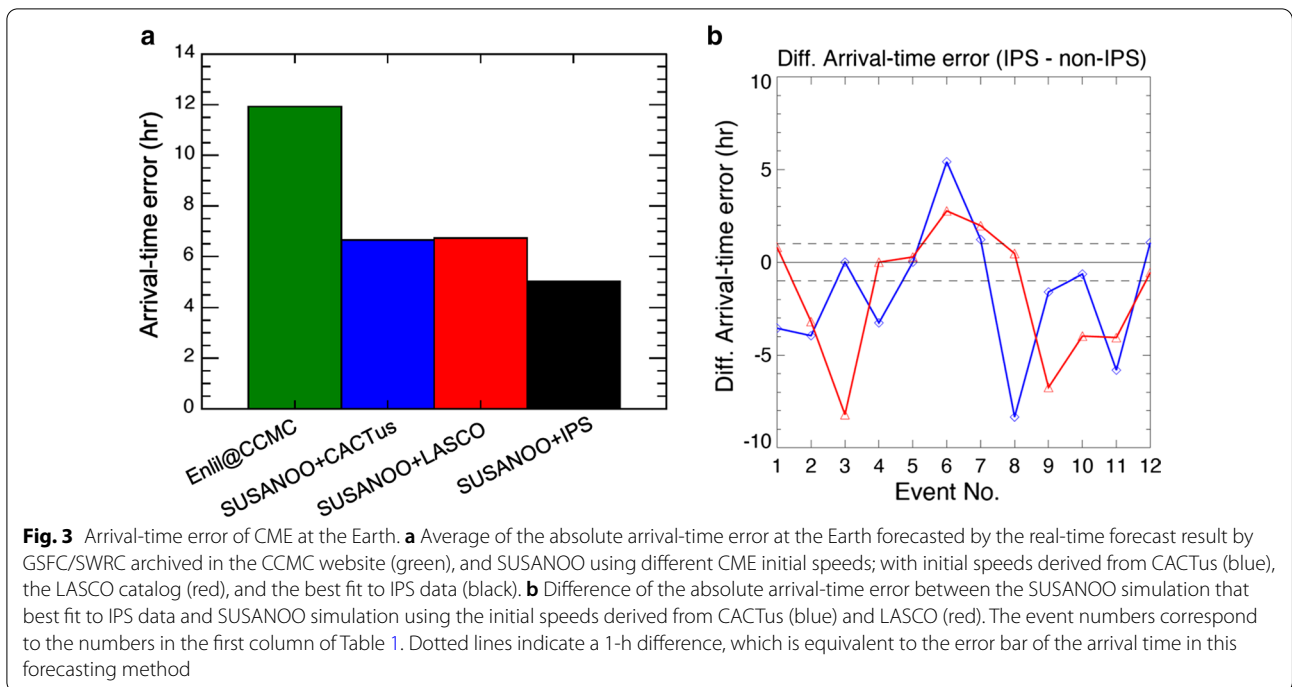 a
14
12
10
8
6
4
2
0
Arrival-time error (hr)
Enlil@CCMC
SUSANOO+CACTus
SUSANOO+LASCO
SUSANOO+IPS
b
Diff. Arrival-time error (IPS - non-IPS)
10
5
0
-5
-10
Diff. Arrival-time error (hr)
1 2 3 4 5 6 7 8 9 10 11 12
Event No.
Fig. 3 Arrival-time error of CME at the Earth. a Average of the absolute arrival-time error at the Earth forecasted by the real-time forecast result by
GSFC/SWRC archived in the CCMC website (green), and SUSANOO using different CME initial speeds; with initial speeds derived from CACTus (blue),
the LASCO catalog (red), and the best fit to IPS data (black). b Difference of the absolute arrival-time error between the SUSANOO simulation that
best fit to IPS data and SUSANOO simulation using the initial speeds derived from CACTus (blue) and LASCO (red). The event numbers correspond
to the numbers in the first column of Table 1. Dotted lines indicate a 1-h difference, which is equivalent to the error bar of the arrival time in this
forecasting method